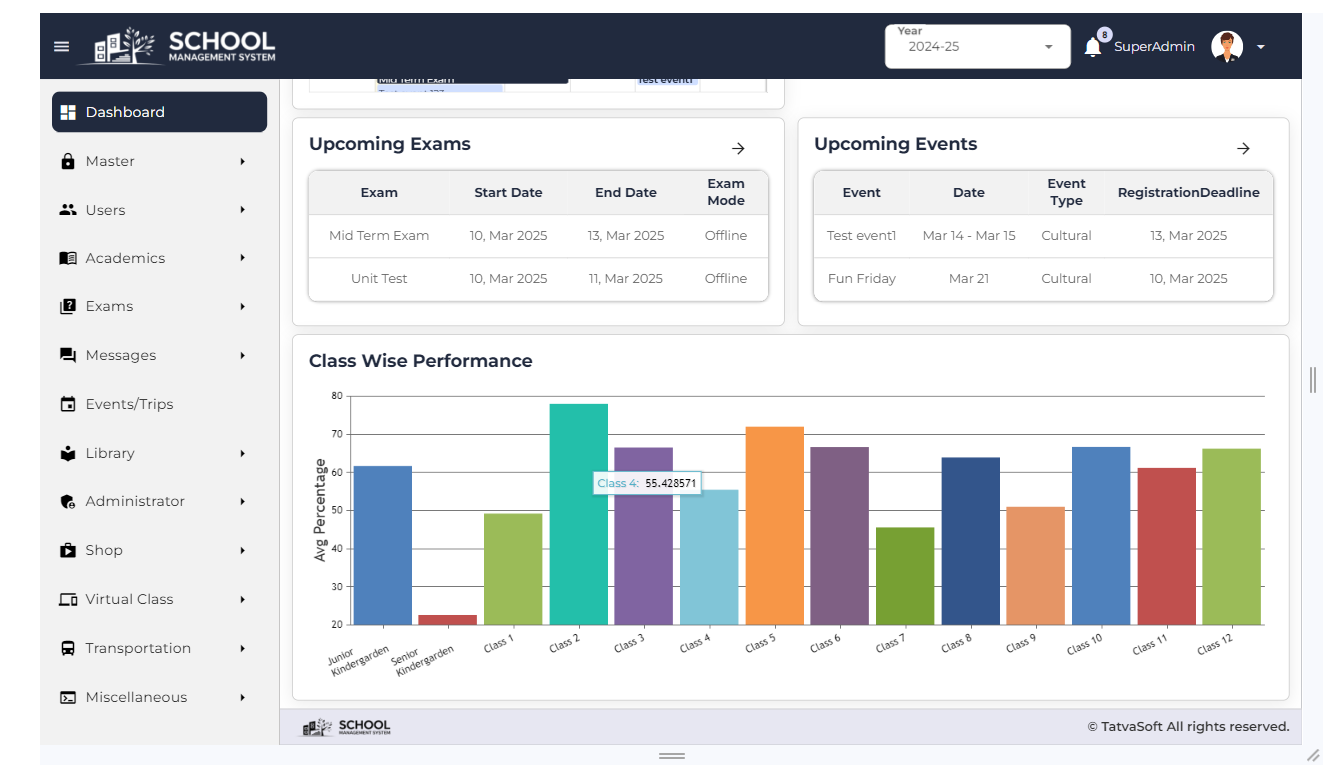 SCHOOL
MANAGEMENT SYSTEM
Year
2024-25
8
SuperAdmin
Dashboard
Master
Users
Academics
Exams
Messages
Events/Trips
Library
Administrator
Shop
Virtual Class
Transportation
Miscellaneous
Mid Term Exam
Test event1
Upcoming Exams
Exam Start Date End Date Exam Mode
Mid Term Exam 10, Mar 2025 13, Mar 2025 Offline
Unit Test 10, Mar 2025 11, Mar 2025 Offline
Upcoming Events
Event Date Event Type RegistrationDeadline
Test event1 Mar 14 - Mar 15 Cultural 13, Mar 2025
Fun Friday Mar 21 Cultural 10, Mar 2025
Class Wise Performance
Avg Percentage
80
70
60
50
40
30
20
Class 4: 55.428571
Junior Kindergarden
Senior Kindergarden
Class 1
Class 2
Class 3
Class 4
Class 5
Class 6
Class 7
Class 8
Class 9
Class 10
Class 11
Class 12
SCHOOL
MANAGEMENT SYSTEM
© TatvaSoft All rights reserved.